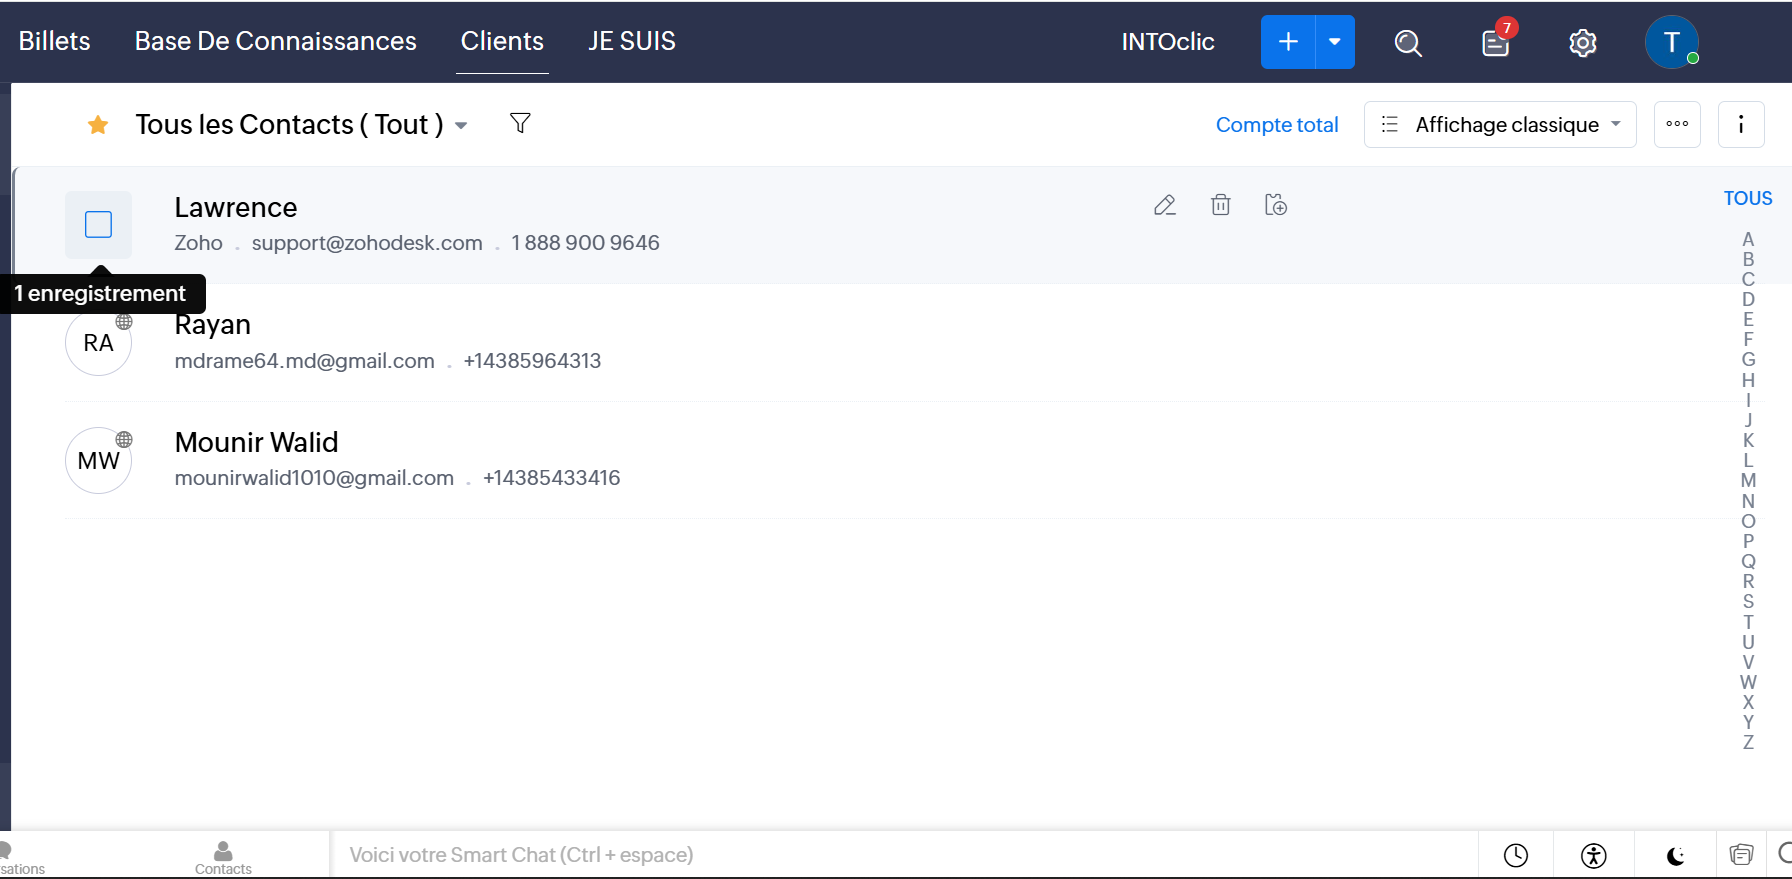 Billets Base De Connaissances Clients JE SUIS INTOclic 7 T
Tous les Contacts ( Tout ) Compte total Affichage classique
Lawrence
Zoho . support@zohodesk.com . 1 888 900 9646
1 enregistrement
RA
Rayan
mdrame64.md@gmail.com . +14385964313
MW
Mounir Walid
mounirwalid1010@gmail.com . +14385433416
TOUS
A
B
C
D
E
F
G
H
I
J
K
L
M
N
O
P
Q
R
S
T
U
V
W
X
Y
Z
sations Contacts Voici votre Smart Chat (Ctrl + espace)